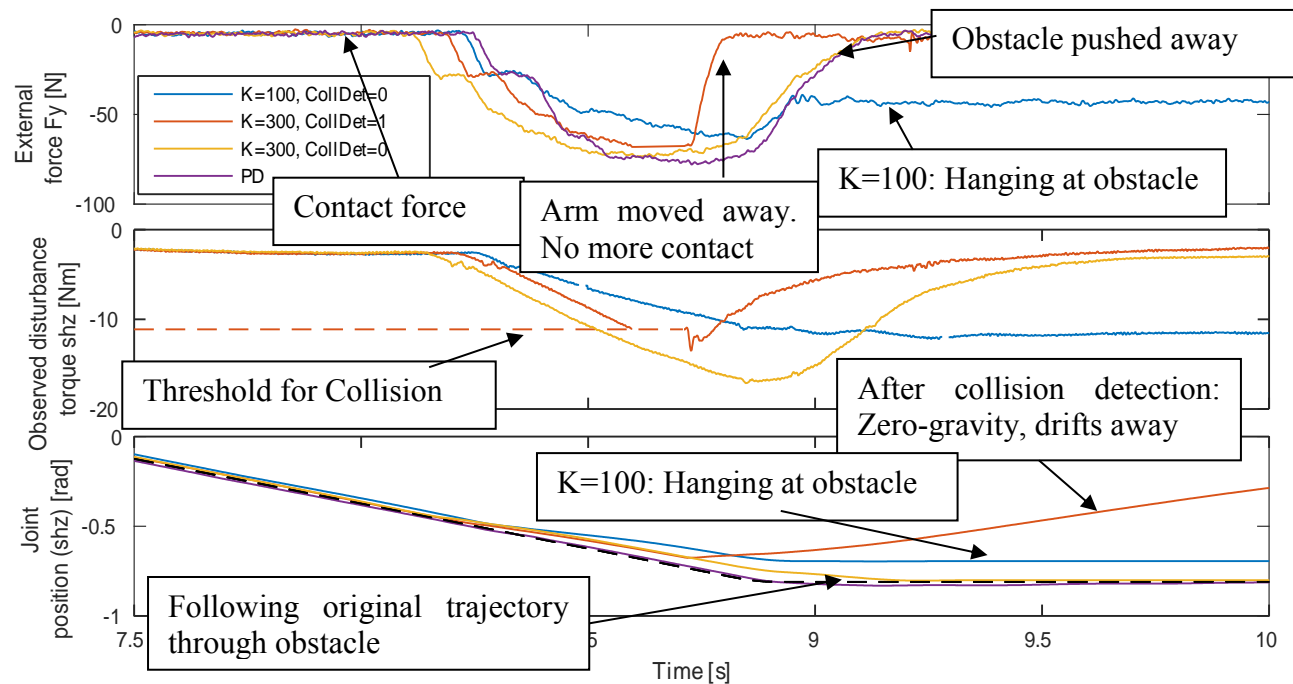 0
-50
-100
External
force Fy [N]
K=100, CollDet=0
K=300, CollDet=1
K=300, CollDet=0
PD
Contact force
Arm moved away.
No more contact
Obstacle pushed away
K=100: Hanging at obstacle
0
-10
-20
Observed disturbance
torque shz [Nm]
Threshold for Collision
After collision detection:
Zero-gravity, drifts away
0
-0.5
-1
Joint
position (shz) [rad]
K=100: Hanging at obstacle
Following original trajectory
through obstacle
7.5
5
9
9.5
10
Time [s]